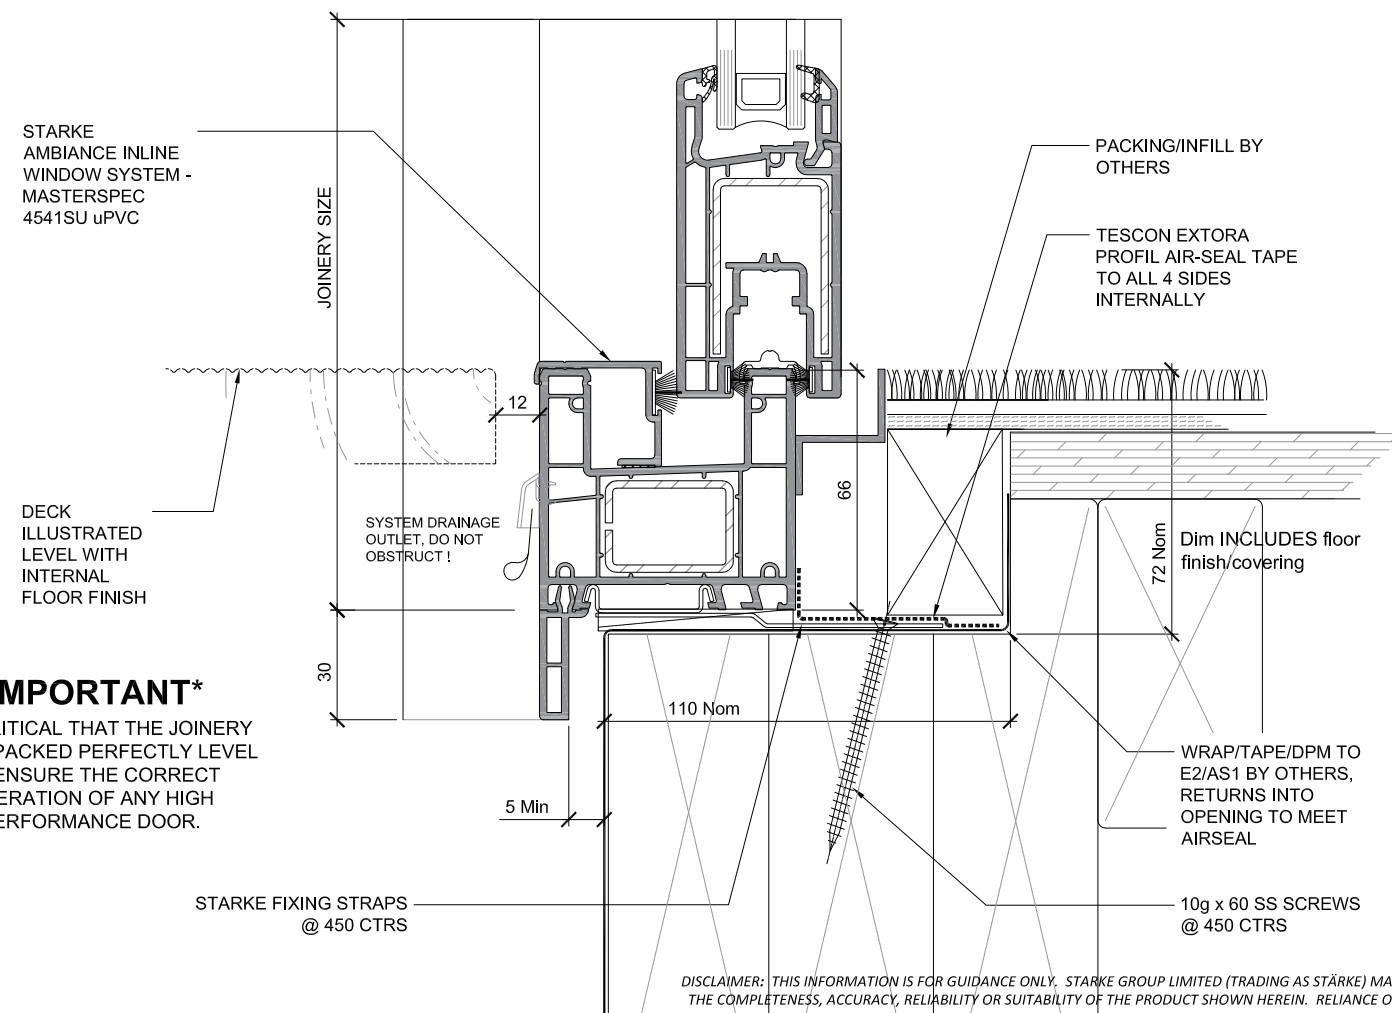 STARKE
AMBIANCE INLINE
WINDOW SYSTEM -
MASTERSPEC
4541SU uPVC
JOINERY SIZE
PACKING/INFILL BY
OTHERS
TESCON EXTORA
PROFIL AIR-SEAL TAPE
TO ALL 4 SIDES
INTERNALLY
12
66
DECK
ILLUSTRATED
LEVEL WITH
INTERNAL
FLOOR FINISH
SYSTEM DRAINAGE
OUTLET, DO NOT
OBSTRUCT !
72 Nom
Dim INCLUDES floor
finish/covering
30
MPORTANT*
ITICAL THAT THE JOINERY
PACKED PERFECTLY LEVEL
ENSURE THE CORRECT
ERATION OF ANY HIGH
ERFORMANCE DOOR.
110 Nom
5 Min
WRAP/TAPE/DPM TO
E2/AS1 BY OTHERS,
RETURNS INTO
OPENING TO MEET
AIRSEAL
STARKE FIXING STRAPS
@ 450 CTRS
10g x 60 SS SCREWS
@ 450 CTRS
DISCLAIMER: THIS INFORMATION IS FOR GUIDANCE ONLY. STARKE GROUP LIMITED (TRADING AS STÄRKE) MA
THE COMPLETENESS, ACCURACY, RELIABILITY OR SUITABILITY OF THE PRODUCT SHOWN HEREIN. RELIANCE O